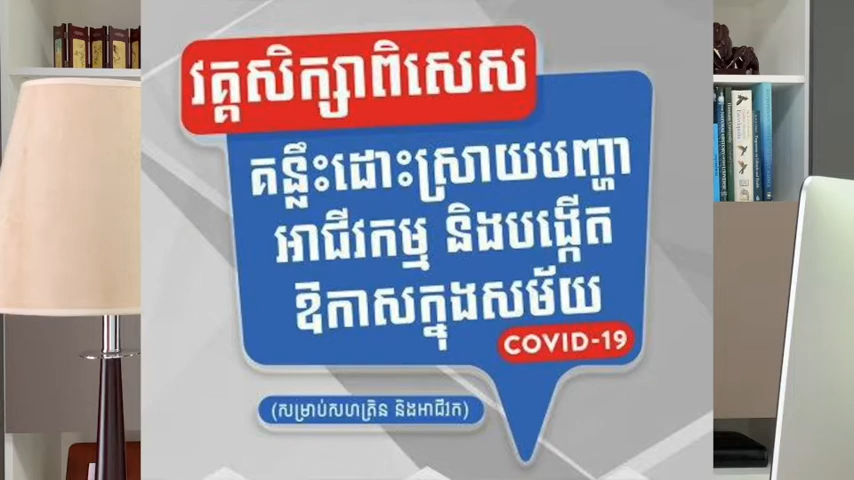 វគ្គសិក្សាពិសេស
គន្លឹះដោះស្រាយបញ្ហា
អាជីវកម្ម និងបង្កើត
ឱកាសក្នុងសម័យ
COVID-19
(សម្រាប់សហគ្រិន និងអាជីវករ)